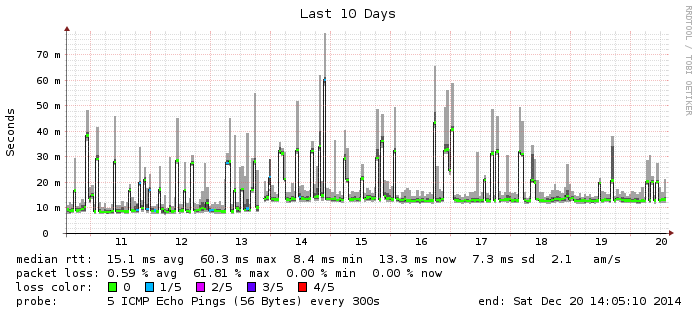 Last 10 Days
RRDTOOL / TOBI OETIKER
Seconds
70 m
60 m
50 m
40 m
30 m
20 m
10 m
0
11 12 13 14 15 16 17 18 19 20
median rtt: 15.1 ms avg 60.3 ms max 8.4 ms min 13.3 ms now 7.3 ms sd 2.1 am/s
packet loss: 0.59 % avg 61.81 % max 0.00 % min 0.00 % now
loss color: 0 1/5 2/5 3/5 4/5
probe: 5 ICMP Echo Pings (56 Bytes) every 300s end: Sat Dec 20 14:05:10 2014